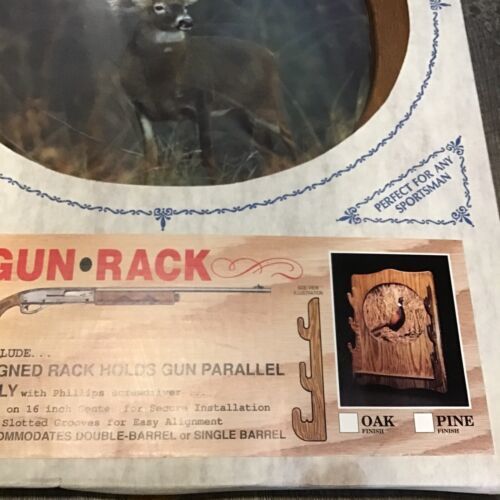 PERFECT FOR ANY
SPORTSMAN
GUN•RACK
SIDE VIEW
ILLUSTRATION
LUDE...
GNED RACK HOLDS GUN PARALLEL
LY with Phillips screwdriver ...
on 16 inch Center for Secure Installation
Slotted Grooves for Easy Alignment
OMMODATES DOUBLE-BARREL or SINGLE BARREL
OAK
FINISH
PINE
FINISH